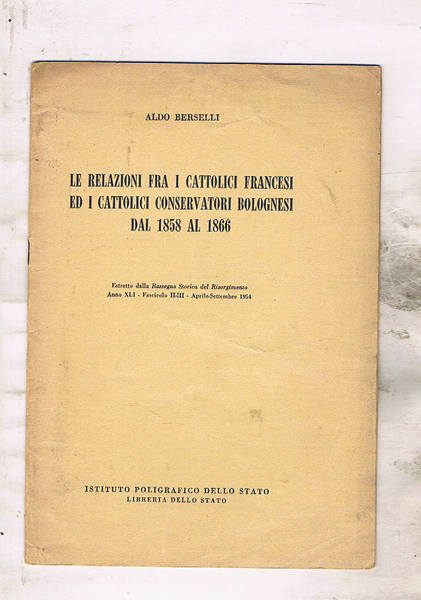 ALDO BERSELLI
LE RELAZIONI FRA I CATTOLICI FRANCESI
ED I CATTOLICI CONSERVATORI BOLOGNESI
DAL 1858 AL 1866
Estratto dalla Rassegna Storica del Risorgimento
Anno XLI - Fascicolo II-III - Aprile-Settembre 1954
ISTITUTO POLIGRAFICO DELLO STATO
LIBRERIA DELLO STATO